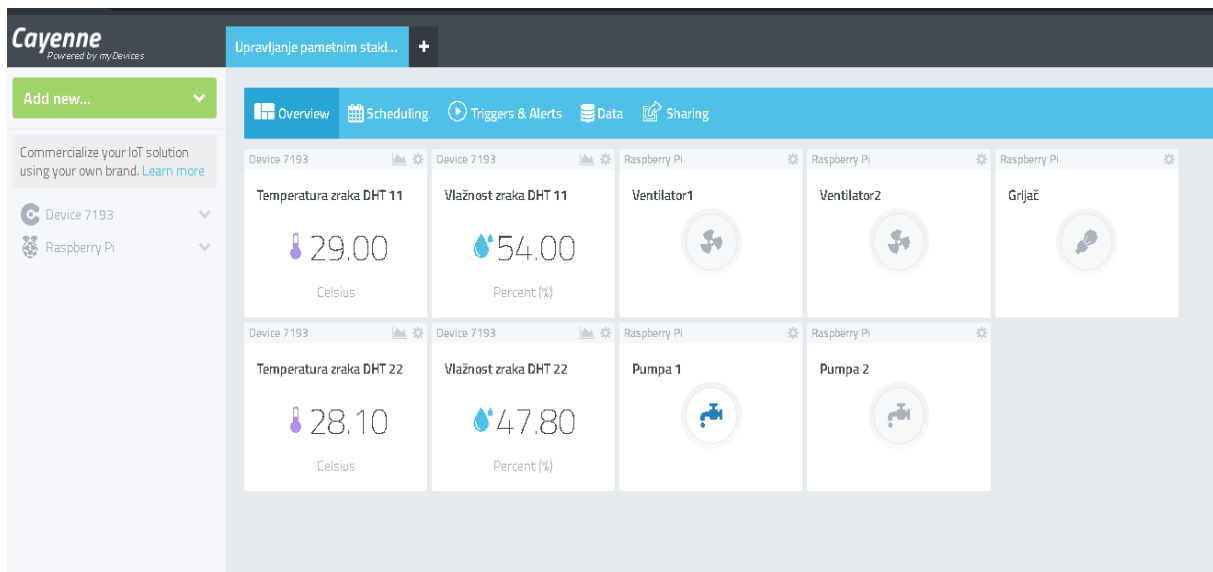 Cayenne
Powered by myDevices
Upravljanje pametnim stakl... +
Add new...
Commercialize your IoT solution
using your own brand. Learn more
Device 7193
Raspberry Pi
Overview Scheduling Triggers & Alerts Data Sharing
Device 7193
Temperatura zraka DHT 11
29.00
Celsius
Device 7193
Vlažnost zraka DHT 11
54.00
Percent (%)
Raspberry Pi
Ventilator1
Raspberry Pi
Ventilator2
Raspberry Pi
Grijač
Device 7193
Temperatura zraka DHT 22
28.10
Celsius
Device 7193
Vlažnost zraka DHT 22
47.80
Percent (%)
Raspberry Pi
Pumpa 1
Raspberry Pi
Pumpa 2